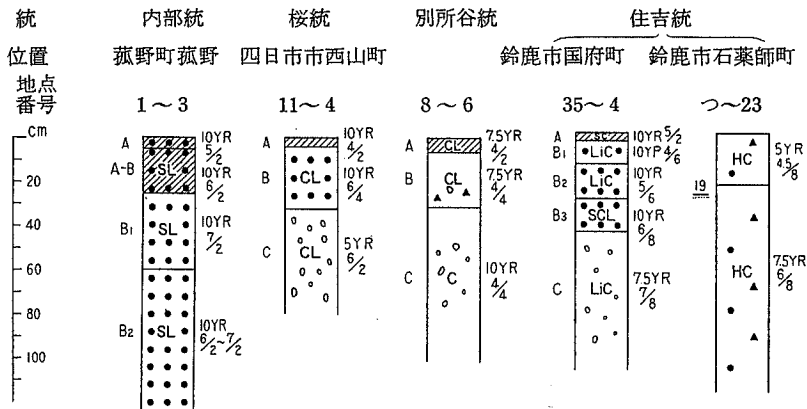 統 内部統 桜統 別所谷統 住吉統
位置 菰野町菰野 四日市市西山町 鈴鹿市国府町 鈴鹿市石薬師町
地点番号 1～3 11～4 8～6 35～4 つ～23
cm
20
40
60
80
100
A 10YR 5/2
A-B SL 10YR 6/2
B1 SL 10YR 7/2
B2 SL 10YR 6/2~7/2
A 10YR 4/2
B CL 10YR 6/4
C CL 5YR 6/2
A CL 7.5YR 4/2
B CL 7.5YR 4/4
C C 10YR 4/4
A SC 10YR 5/2
B1 LiC 10YP 4/6
B2 LiC 10YR 5/6
B3 SCL 10YR 6/8
C LiC 7.5YR 7/8
HC 5YR 4.5/8
19
HC 7.5YR 6/8